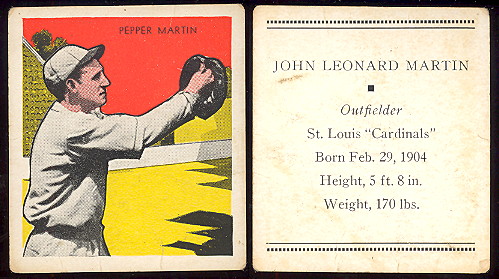 PEPPER MARTIN
JOHN LEONARD MARTIN
Outfielder
St. Louis "Cardinals"
Born Feb. 29, 1904
Height, 5 ft. 8 in.
Weight, 170 lbs.